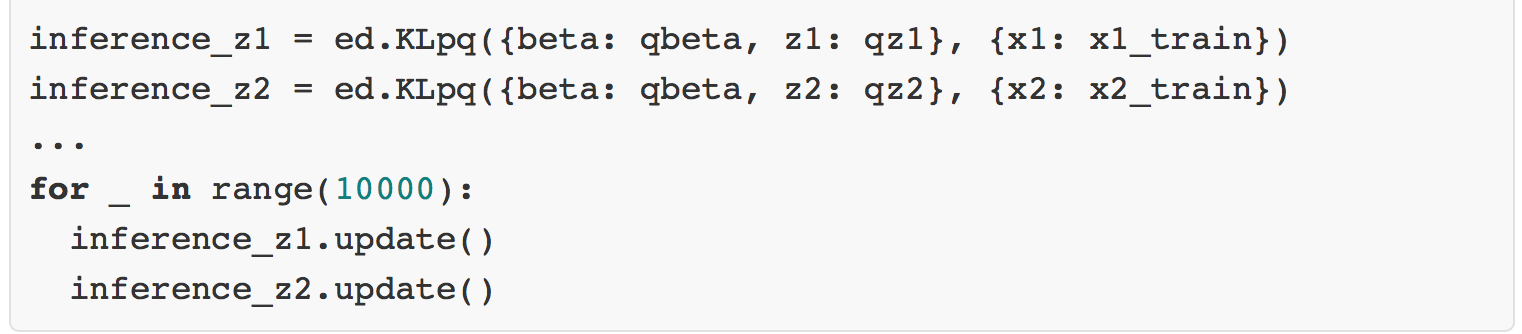 inference_z1 = ed.KLpq({beta: qbeta, z1: qz1}, {x1: x1_train})
inference_z2 = ed.KLpq({beta: qbeta, z2: qz2}, {x2: x2_train})
...
for _ in range(10000):
  inference_z1.update()
  inference_z2.update()